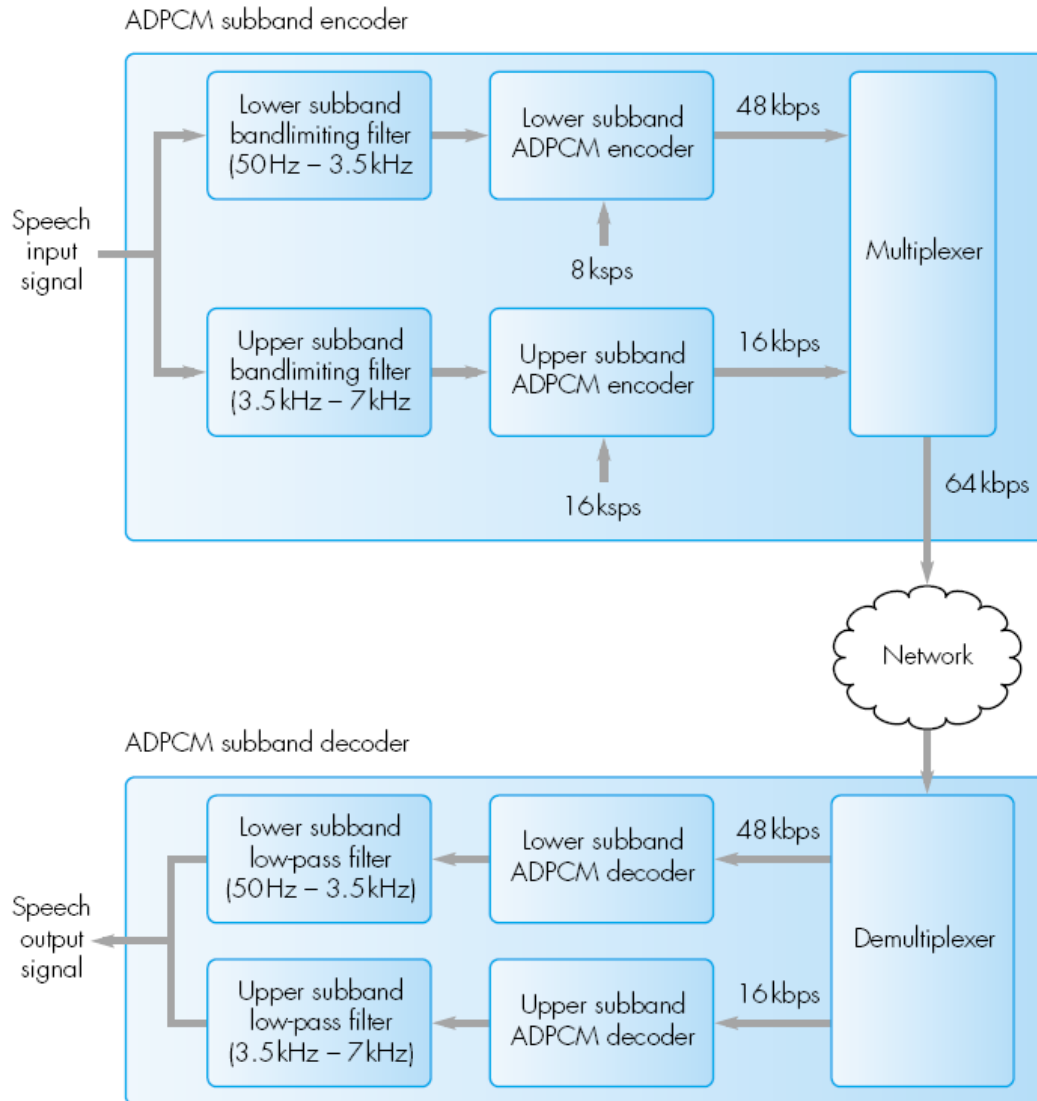 ADPCM subband encoder
Lower subband
bandlimiting filter
(50Hz – 3.5kHz
Lower subband
ADPCM encoder
48kbps
Speech
input
signal
8ksps
Multiplexer
Upper subband
bandlimiting filter
(3.5kHz – 7kHz
Upper subband
ADPCM encoder
16kbps
16ksps
64kbps
Network
ADPCM subband decoder
Lower subband
low-pass filter
(50Hz – 3.5kHz)
Lower subband
ADPCM decoder
48kbps
Speech
output
signal
Demultiplexer
Upper subband
low-pass filter
(3.5kHz – 7kHz)
Upper subband
ADPCM decoder
16kbps